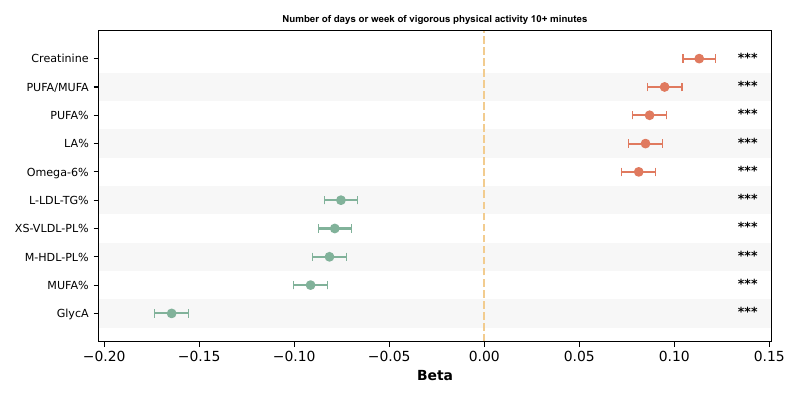 Number of days or week of vigorous physical activity 10+ minutes
Creatinine ***
PUFA/MUFA ***
PUFA% ***
LA% ***
Omega-6% ***
L-LDL-TG% ***
XS-VLDL-PL% ***
M-HDL-PL% ***
MUFA% ***
GlycA ***
−0.20 −0.15 −0.10 −0.05 0.00 0.05 0.10 0.15
Beta